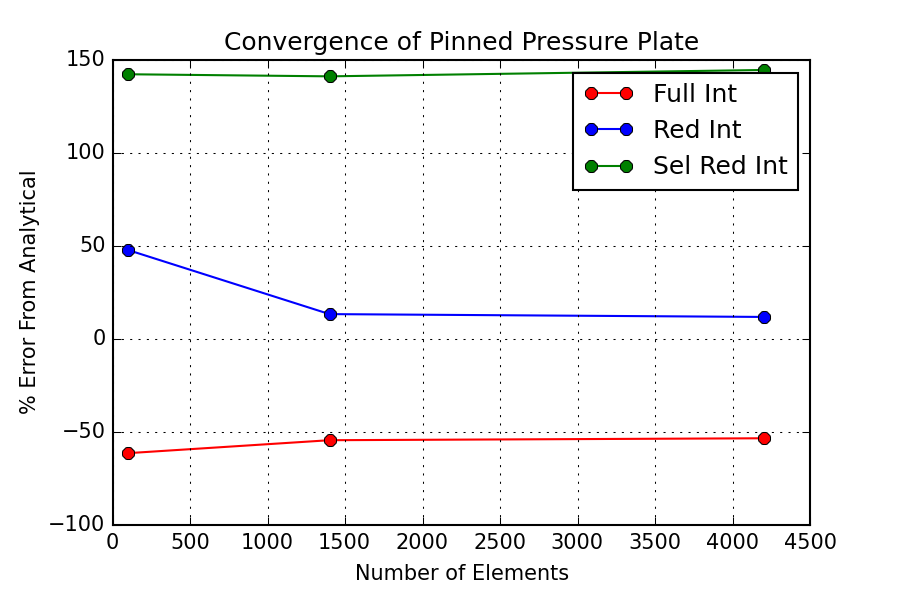 Convergence of Pinned Pressure Plate
150
100
50
0
−50
−100
% Error From Analytical
Full Int
Red Int
Sel Red Int
0 500 1000 1500 2000 2500 3000 3500 4000 4500
Number of Elements